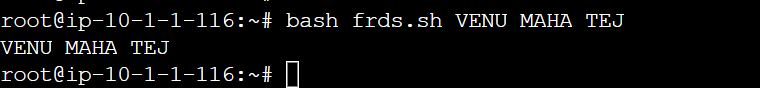 root@ip-10-1-1-116:~# bash frds.sh VENU MAHA TEJ
VENU MAHA TEJ
root@ip-10-1-1-116:~#